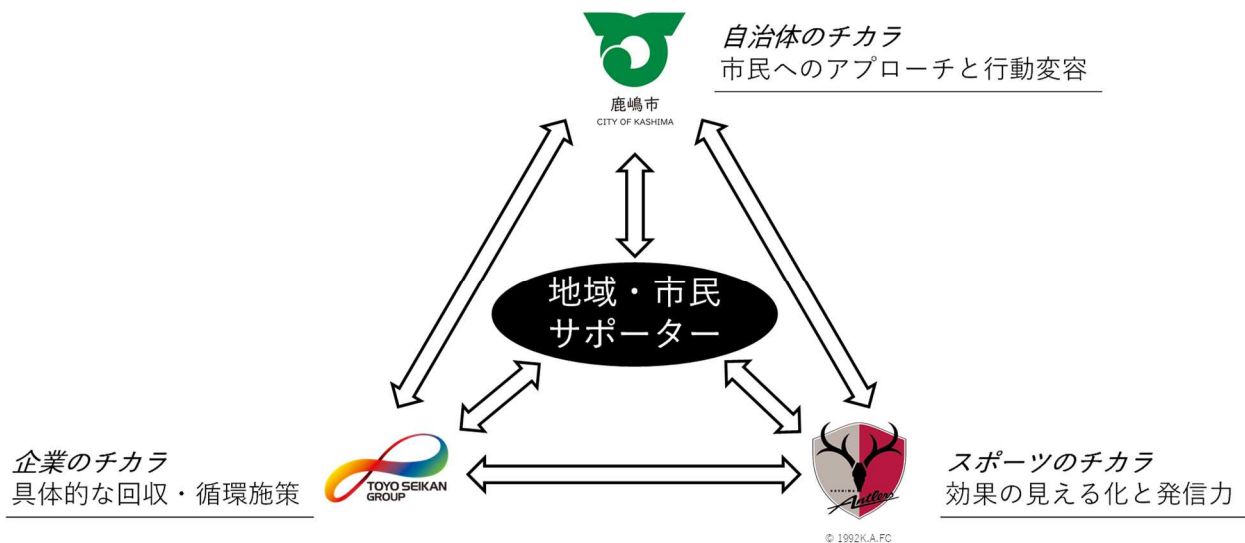 自治体のチカラ
市民へのアプローチと行動変容
鹿嶋市
CITY OF KASHIMA
地域・市民
サポーター
企業のチカラ
具体的な回収・循環施策
TOYO SEIKAN
GROUP
KASHIMA
Antlers
スポーツのチカラ
効果の見える化と発信力
© 1992K.A.FC